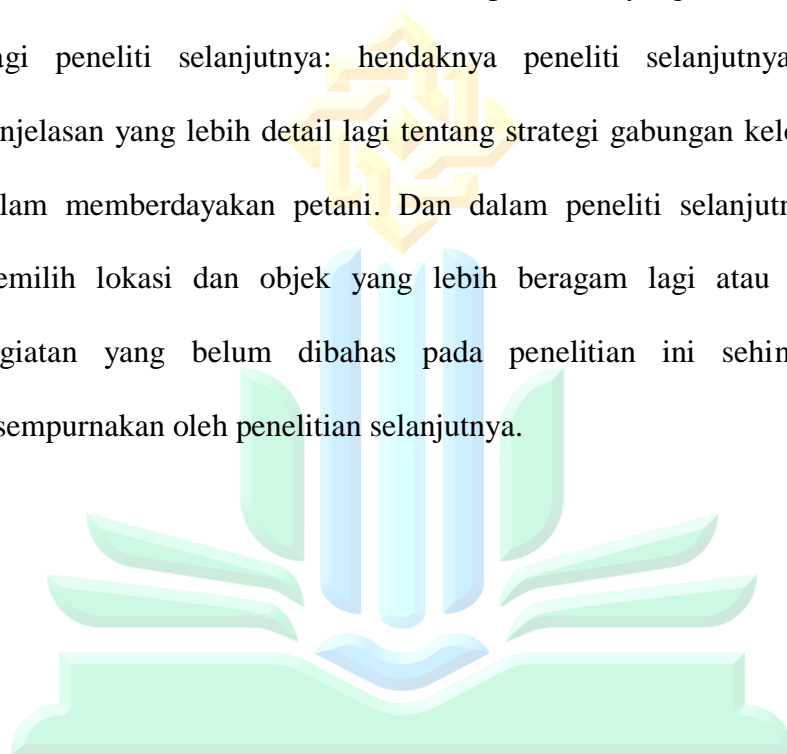 agi peneliti selanjutnya: hendaknya peneliti selanjutnya
njelasan yang lebih detail lagi tentang strategi gabungan kelo
lam memberdayakan petani. Dan dalam peneliti selanjutn
emilih lokasi dan objek yang lebih beragam lagi atau
giatan yang belum dibahas pada penelitian ini sehin
sempurnakan oleh penelitian selanjutnya.